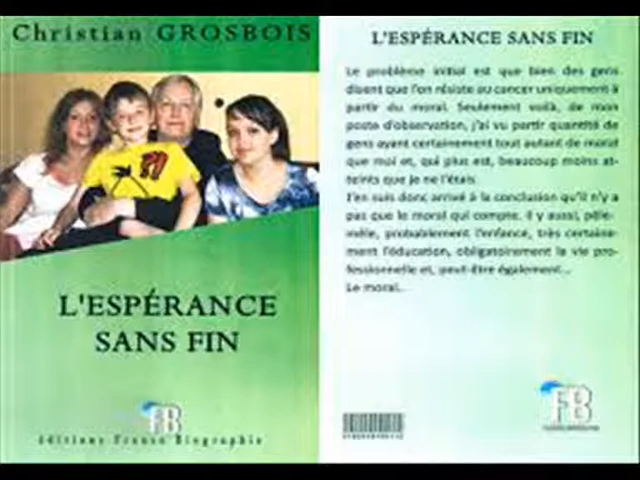 Christian GROSBOIS
L'ESPÉRANCE
SANS FIN
FB
éditions France Biographie
L'ESPÉRANCE SANS FIN
Le problème initial est que bien des gens
disent que l'on résiste au cancer uniquement à
partir du moral. Seulement voilà, de mon
poste d'observation, j'ai vu partir quantité de
gens ayant certainement tout autant de moral
que moi et, qui plus est, beaucoup moins at-
teints que je ne l'étais.
J'en suis donc arrivé à la conclusion qu'il n'y a
pas que le moral qui compte. Il y aussi, pêle-
mêle, probablement l'enfance, très certaine-
ment l'éducation, obligatoirement la vie pro-
fessionnelle et, peut-être également...
Le moral...
FB